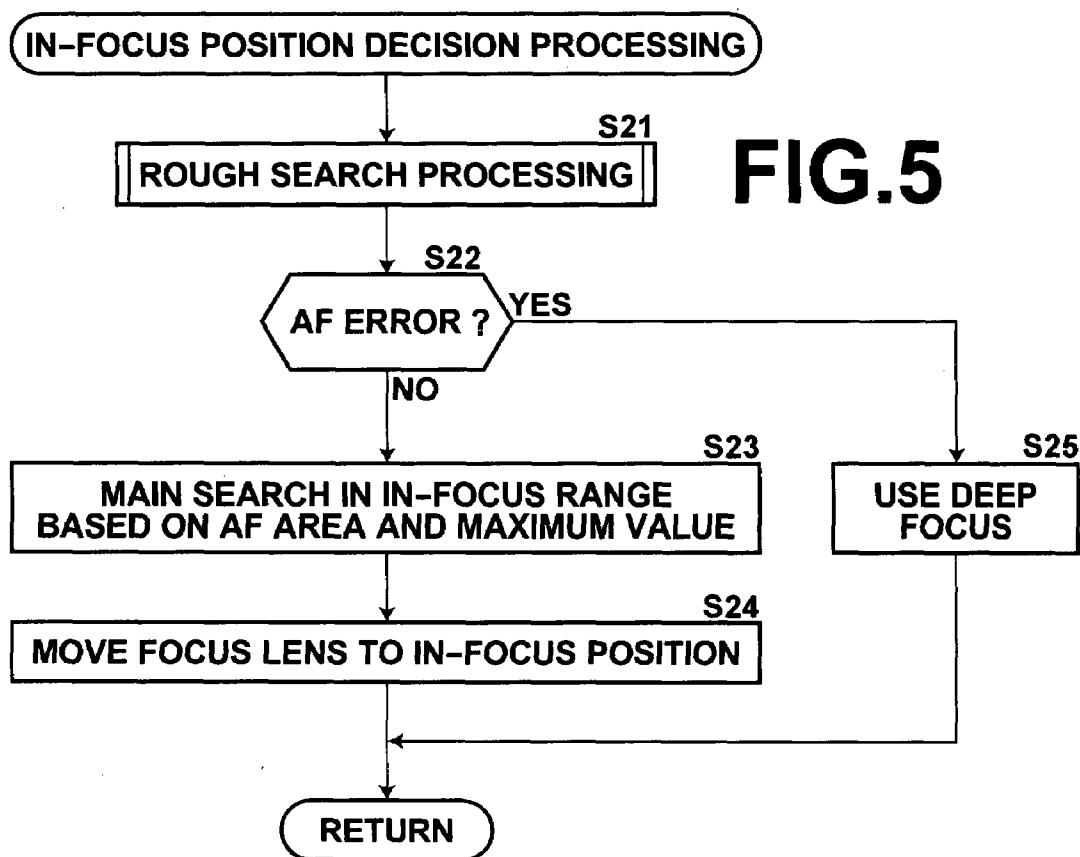 IN-FOCUS POSITION DECISION PROCESSING
S21
ROUGH SEARCH PROCESSING
FIG.5
S22
AF ERROR ?
YES
NO
S23
MAIN SEARCH IN IN-FOCUS RANGE
BASED ON AF AREA AND MAXIMUM VALUE
S25
USE DEEP
FOCUS
S24
MOVE FOCUS LENS TO IN-FOCUS POSITION
RETURN